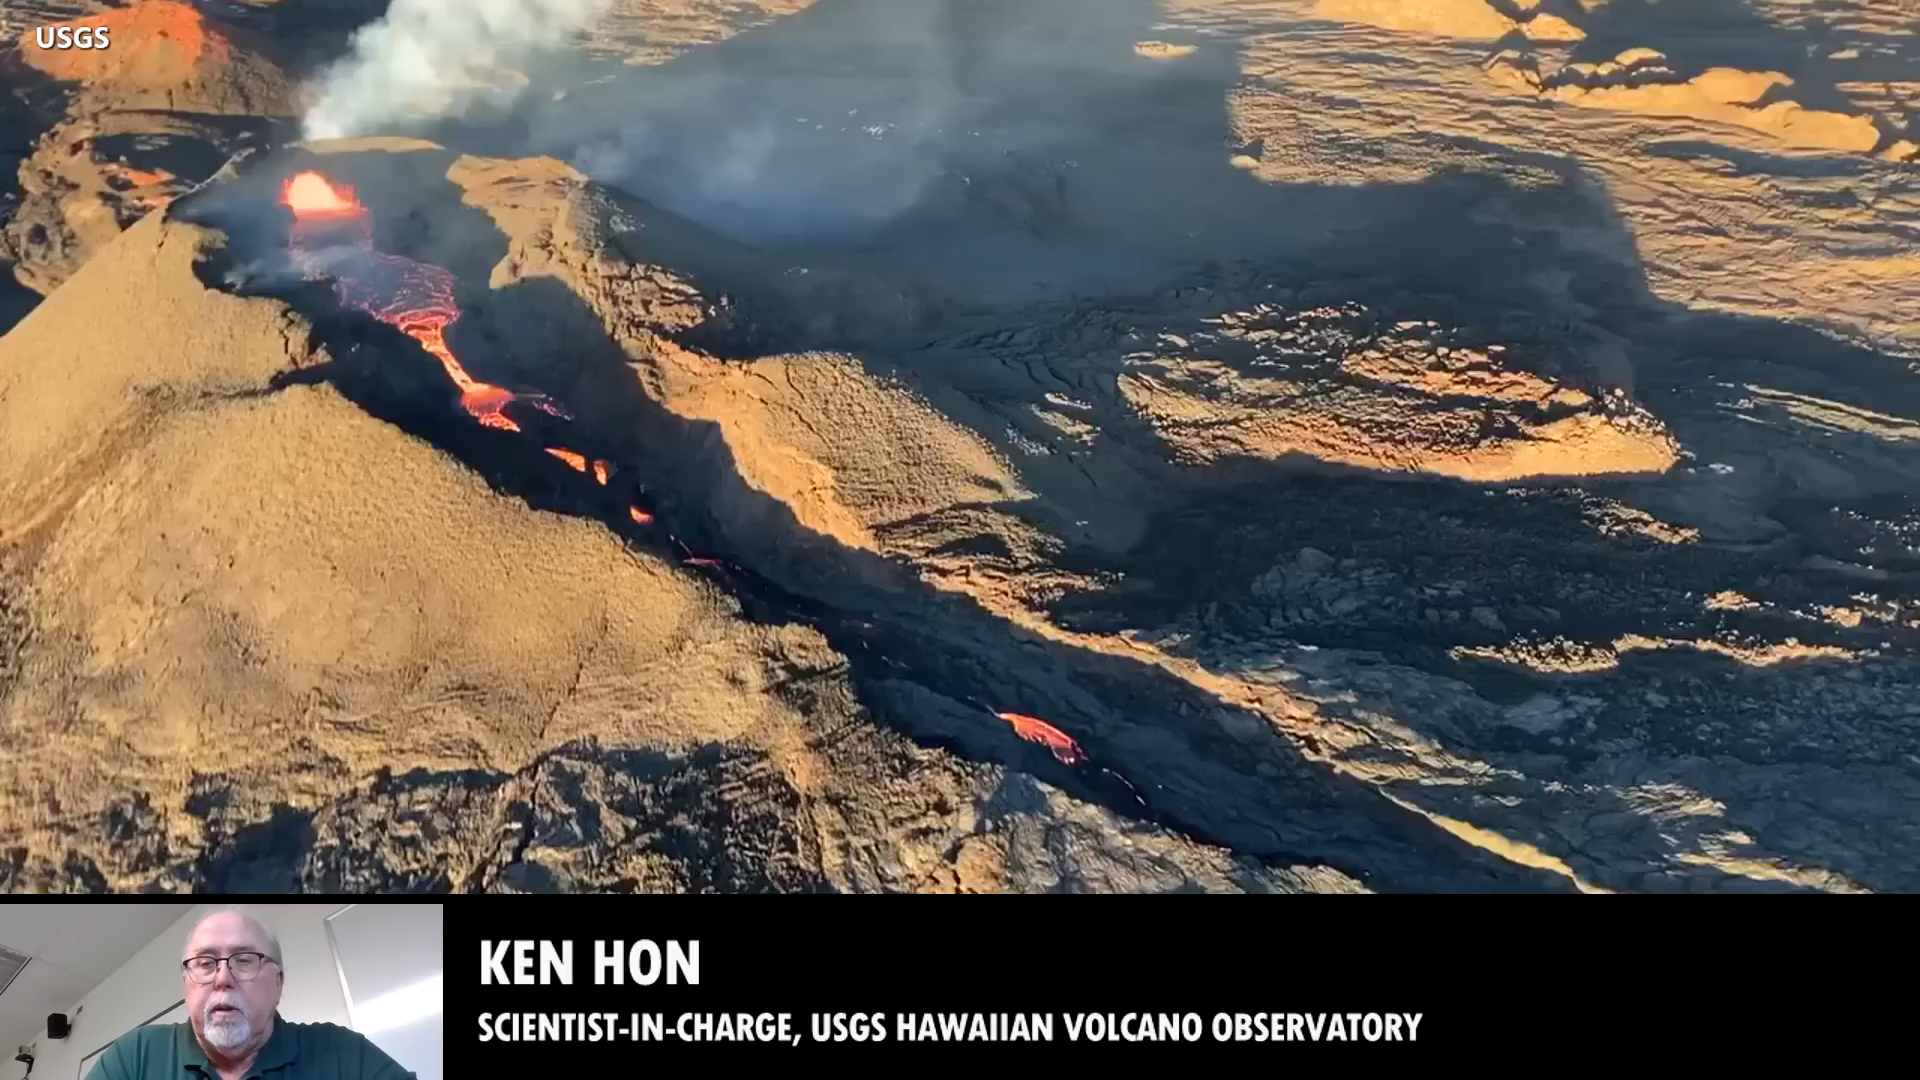 USGS
KEN HON
SCIENTIST-IN-CHARGE, USGS HAWAIIAN VOLCANO OBSERVATORY